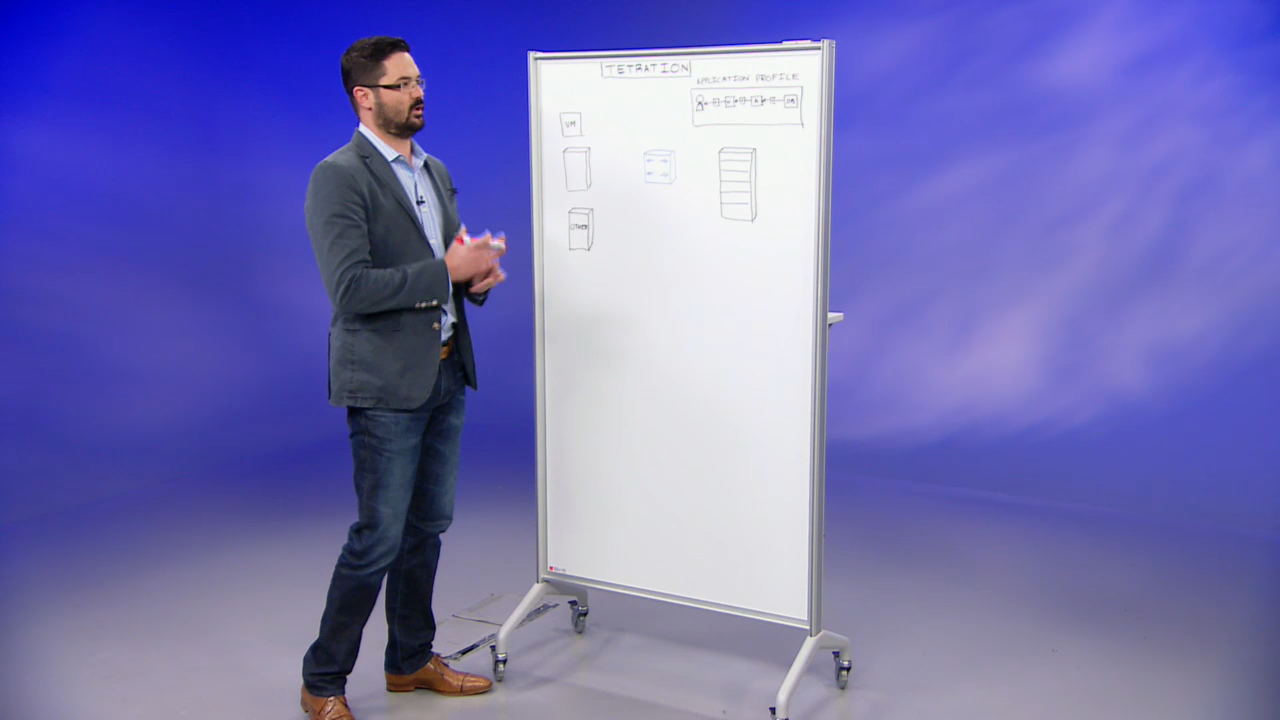 TETRATION
APPLICATION PROFILE
DB
VM
OTHER